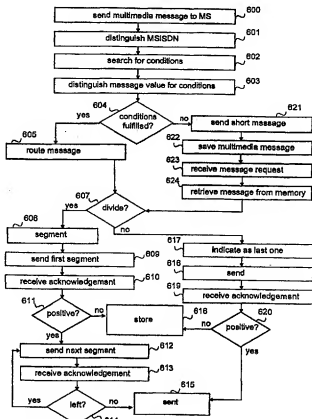 send multimedia message to MS 600
distinguish MSISDN 601
search for conditions 602
distinguish message value for conditions 603
604
conditions fulfilled?
yes
no
621
send short message
605
route message
622
save multimedia message
623
receive message request
624
retrieve message from memory
607
divide?
yes
no
608
segment
617
indicate as last one
609
send first segment
618
send
610
receive acknowledgement
619
receive acknowledgement
611
positive?
no
616
store
no
620
positive?
yes
yes
send next segment 612
receive acknowledgement 613
left?
yes
no
615
sent
614